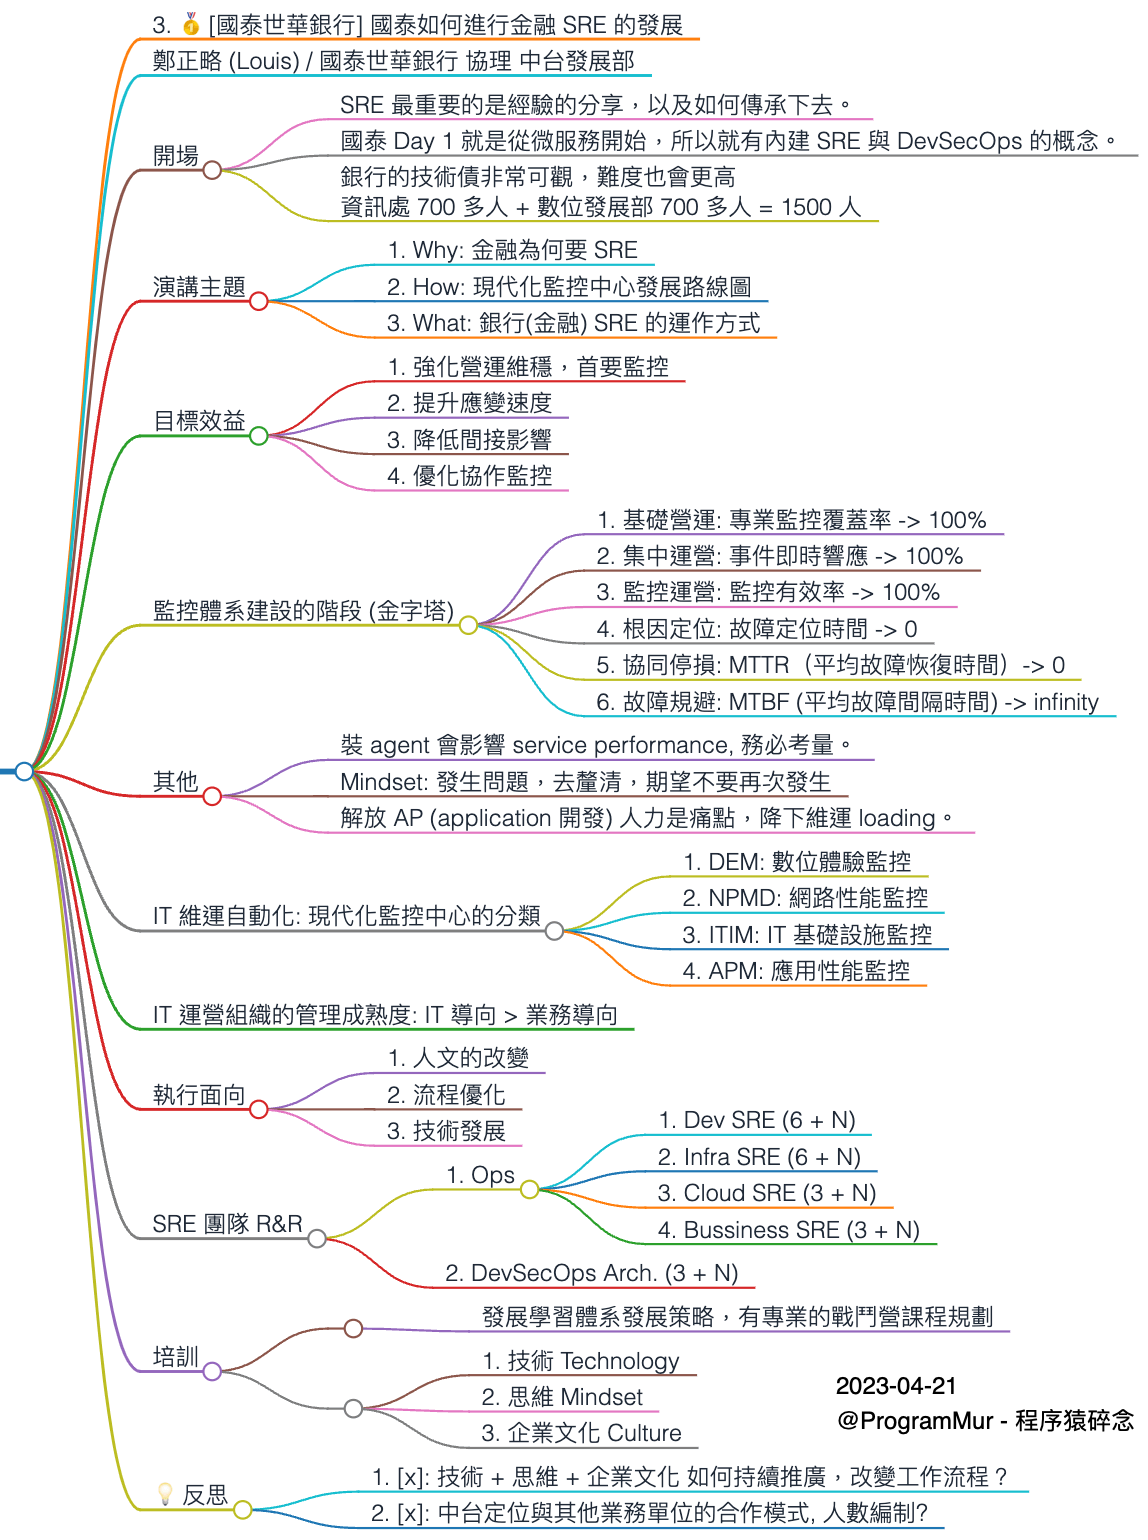 3. 🥇 [國泰世華銀行] 國泰如何進行金融 SRE 的發展
鄭正略 (Louis) / 國泰世華銀行 協理 中台發展部
開場
SRE 最重要的是經驗的分享，以及如何傳承下去。
國泰 Day 1 就是從微服務開始，所以就有內建 SRE 與 DevSecOps 的概念。
銀行的技術債非常可觀，難度也會更高
資訊處 700 多人 + 數位發展部 700 多人 = 1500 人
演講主題
1. Why: 金融為何要 SRE
2. How: 現代化監控中心發展路線圖
3. What: 銀行(金融) SRE 的運作方式
目標效益
1. 強化營運維穩，首要監控
2. 提升應變速度
3. 降低間接影響
4. 優化協作監控
監控體系建設的階段 (金字塔)
1. 基礎營運: 專業監控覆蓋率 -> 100%
2. 集中運營: 事件即時響應 -> 100%
3. 監控運營: 監控有效率 -> 100%
4. 根因定位: 故障定位時間 -> 0
5. 協同停損: MTTR（平均故障恢復時間）-> 0
6. 故障規避: MTBF (平均故障間隔時間) -> infinity
其他
裝 agent 會影響 service performance, 務必考量。
Mindset: 發生問題，去釐清，期望不要再次發生
解放 AP (application 開發) 人力是痛點，降下維運 loading。
IT 維運自動化: 現代化監控中心的分類
1. DEM: 數位體驗監控
2. NPMD: 網路性能監控
3. ITIM: IT 基礎設施監控
4. APM: 應用性能監控
IT 運營組織的管理成熟度: IT 導向 > 業務導向
執行面向
1. 人文的改變
2. 流程優化
3. 技術發展
SRE 團隊 R&R
1. Ops
1. Dev SRE (6 + N)
2. Infra SRE (6 + N)
3. Cloud SRE (3 + N)
4. Bussiness SRE (3 + N)
2. DevSecOps Arch. (3 + N)
培訓
發展學習體系發展策略，有專業的戰鬥營課程規劃
1. 技術 Technology
2. 思維 Mindset
3. 企業文化 Culture
2023-04-21
@ProgramMur - 程序猿碎念
💡 反思
1. [x]: 技術 + 思維 + 企業文化 如何持續推廣，改變工作流程？
2. [x]: 中台定位與其他業務單位的合作模式, 人數編制?